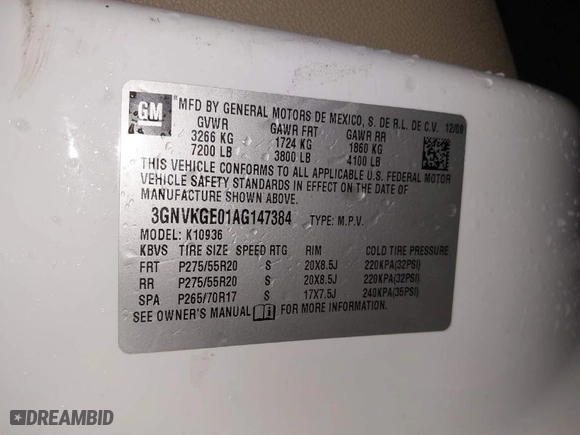 GM
MFD BY GENERAL MOTORS DE MEXICO, S. DE R.L. DE C.V. 12/09
GVWR GAWR FRT GAWR RR
3266 KG 1724 KG 1860 KG
7200 LB 3800 LB 4100 LB
THIS VEHICLE CONFORMS TO ALL APPLICABLE U.S. FEDERAL MOTOR
VEHICLE SAFETY STANDARDS IN EFFECT ON THE DATE OF
MANUFACTURE SHOWN ABOVE.
3GNVKGE01AG147384 TYPE: M.P.V.
MODEL: K10936
KBVS TIRE SIZE SPEED RTG RIM COLD TIRE PRESSURE
FRT P275/55R20 S 20X8.5J 220KPA(32PSI)
RR P275/55R20 S 20X8.5J 220KPA(32PSI)
SPA P265/70R17 S 17X7.5J 240KPA(35PSI)
SEE OWNER'S MANUAL FOR MORE INFORMATION.
DREAMBID